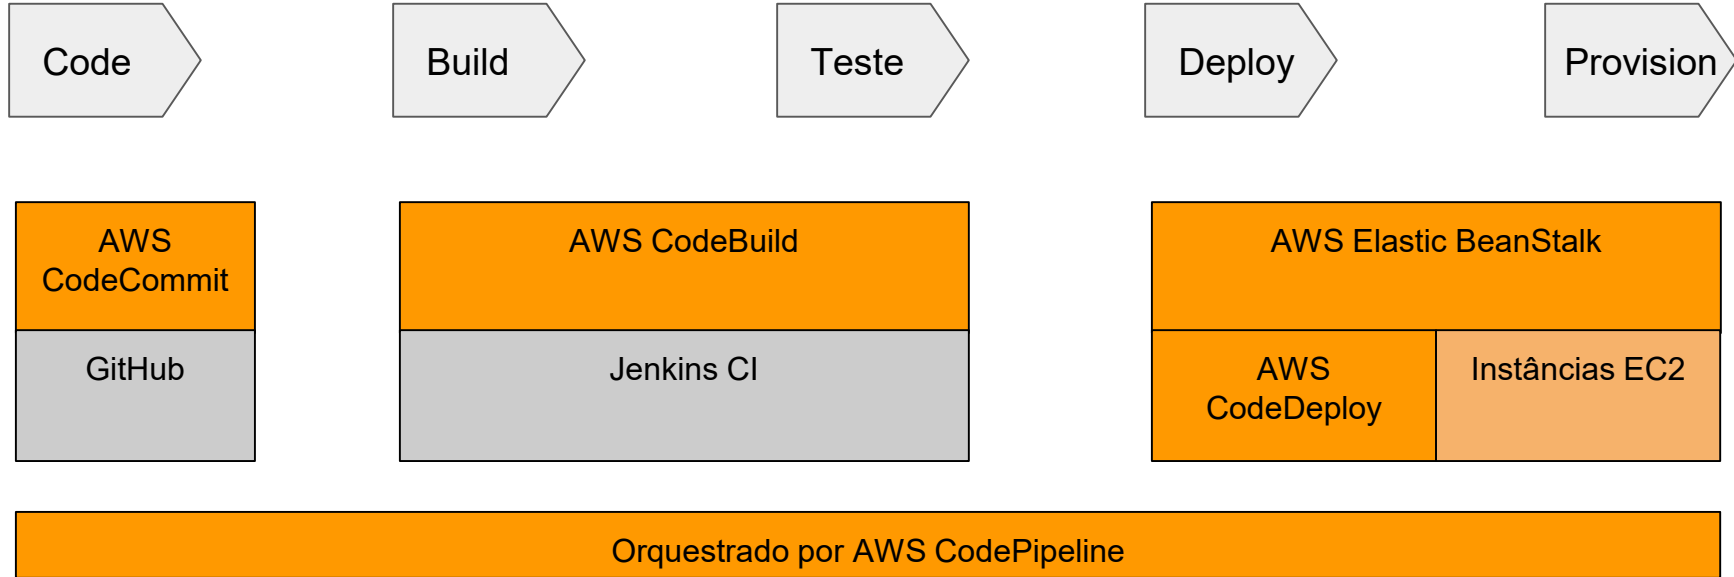 Code
Build
Teste
Deploy
Provision
AWS
CodeCommit
AWS CodeBuild
AWS Elastic BeanStalk
GitHub
Jenkins CI
AWS
CodeDeploy
Instâncias EC2
Orquestrado por AWS CodePipeline